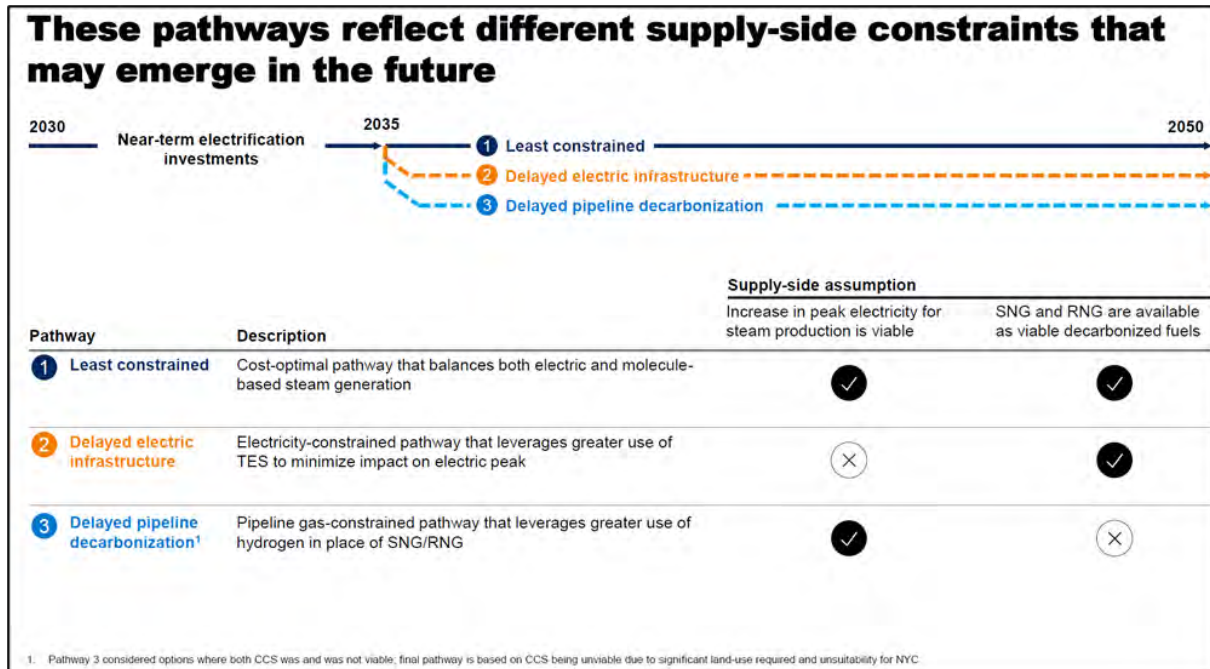 These pathways reflect different supply-side constraints that
may emerge in the future
2030
Near-term electrification
investments
2035
2050
1 Least constrained
2 Delayed electric infrastructure
3 Delayed pipeline decarbonization
Supply-side assumption
Pathway
Description
Increase in peak electricity for
steam production is viable
SNG and RNG are available
as viable decarbonized fuels
1 Least constrained
Cost-optimal pathway that balances both electric and molecule-
based steam generation
2 Delayed electric
infrastructure
Electricity-constrained pathway that leverages greater use of
TES to minimize impact on electric peak
3 Delayed pipeline
decarbonization¹
Pipeline gas-constrained pathway that leverages greater use of
hydrogen in place of SNG/RNG
1. Pathway 3 considered options where both CCS was and was not viable; final pathway is based on CCS being unviable due to significant land-use required and unsuitability for NYC